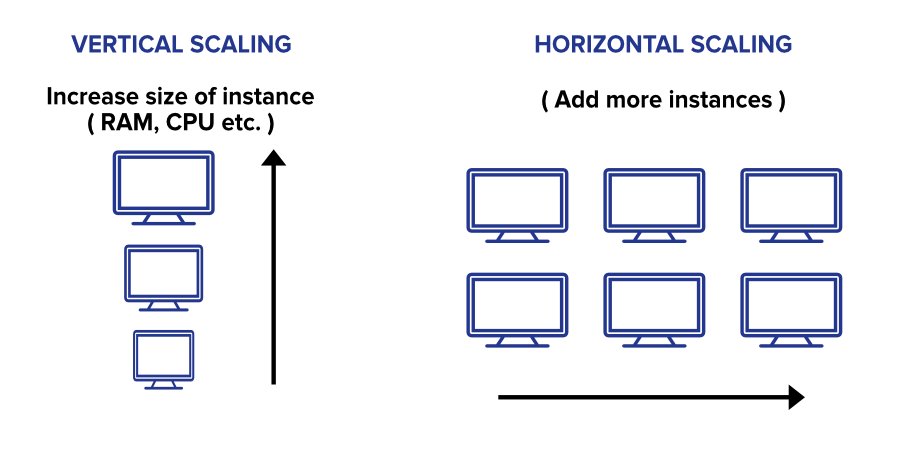 VERTICAL SCALING
Increase size of instance
( RAM, CPU etc. )
HORIZONTAL SCALING
( Add more instances )